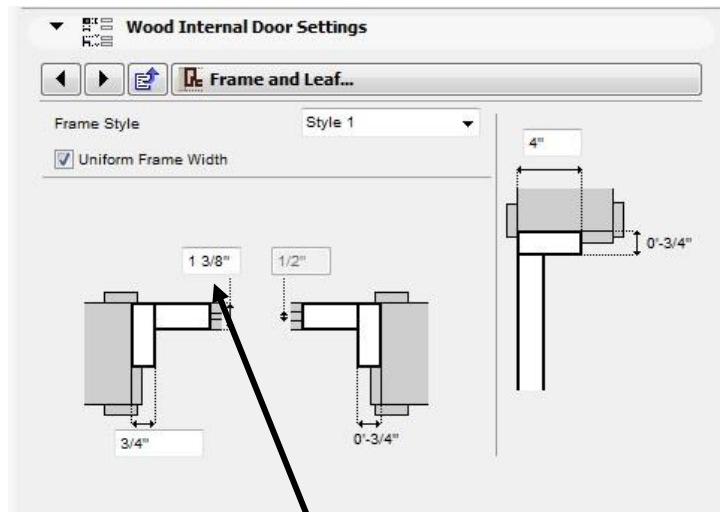 Wood Internal Door Settings
Frame and Leaf...
Frame Style
Style 1
Uniform Frame Width
4"
0'-3/4"
1 3/8"
1/2"
3/4"
0'-3/4"